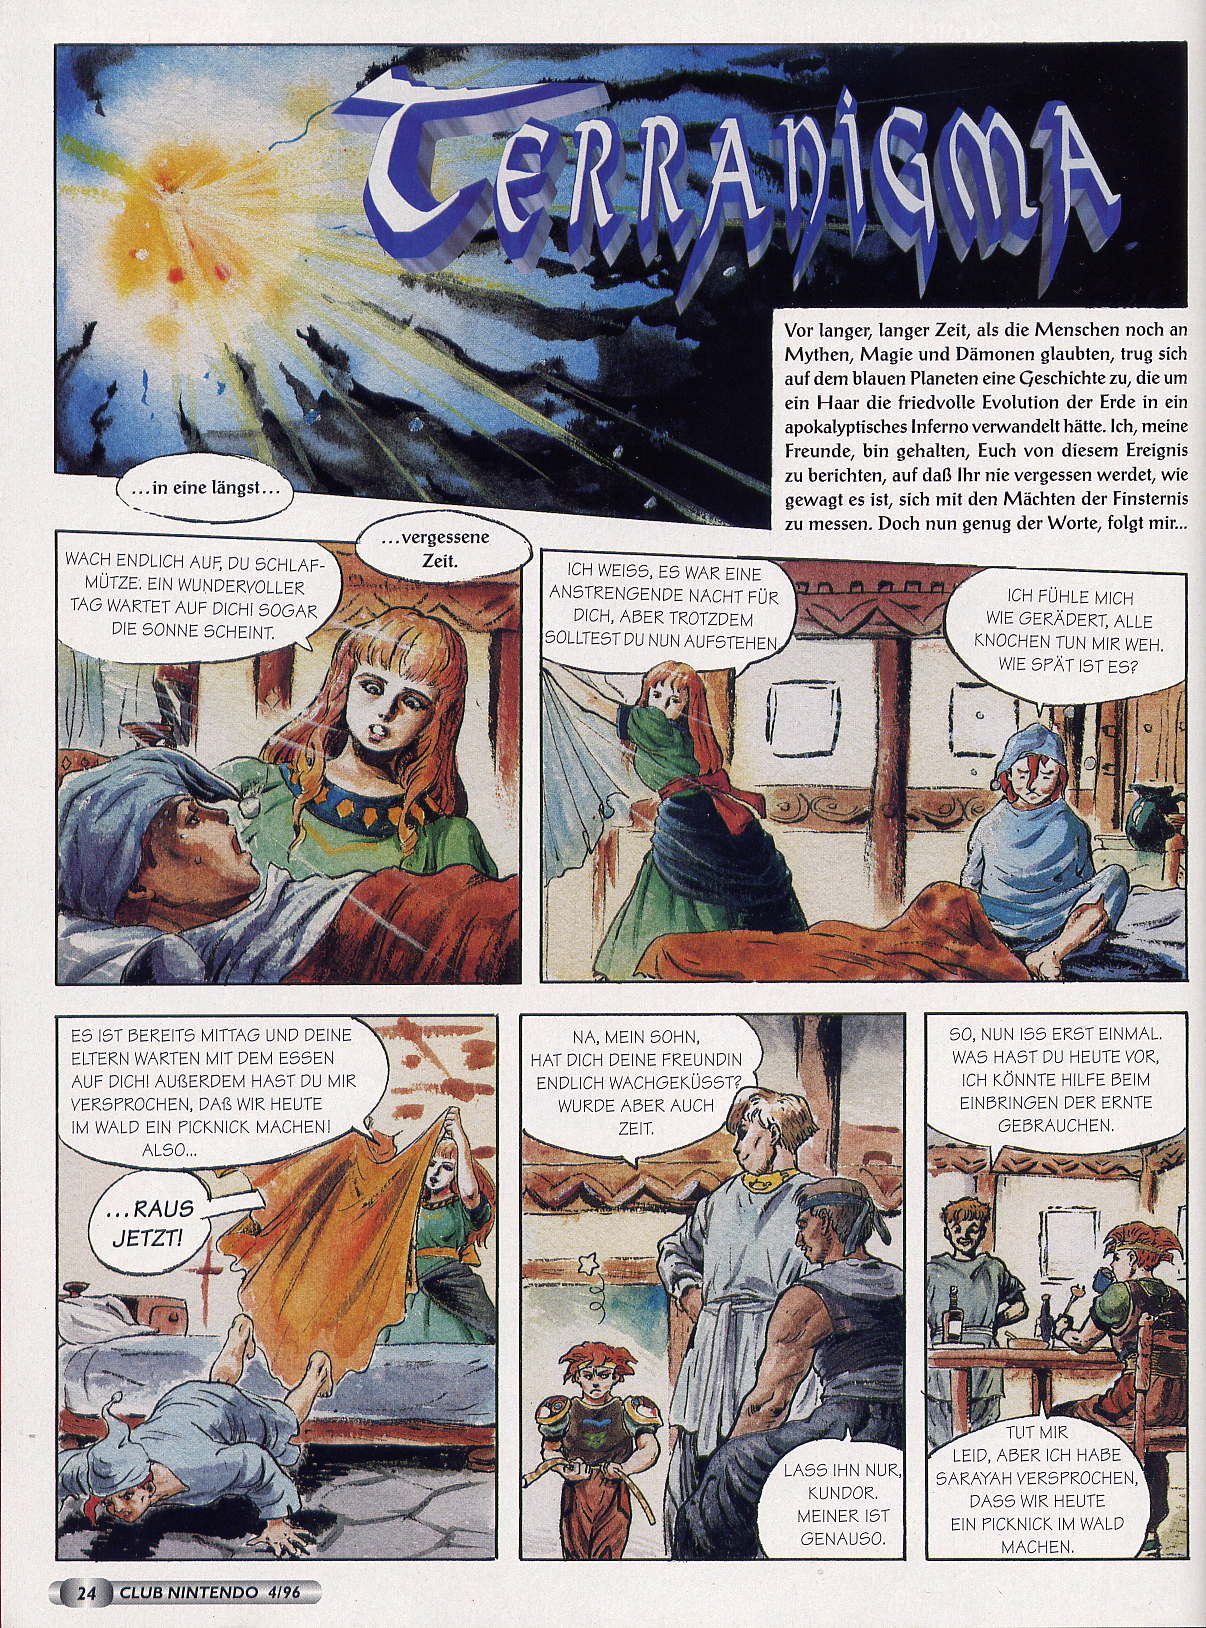 TERRANIGMA
Vor langer, langer Zeit, als die Menschen noch an
Mythen, Magie und Dämonen glaubten, trug sich
auf dem blauen Planeten eine Geschichte zu, die um
ein Haar die friedvolle Evolution der Erde in ein
apokalyptisches Inferno verwandelt hätte. Ich, meine
Freunde, bin gehalten, Euch von diesem Ereignis
zu berichten, auf daß Ihr nie vergessen werdet, wie
gewagt es ist, sich mit den Mächten der Finsternis
zu messen. Doch nun genug der Worte, folgt mir...
...in eine längst...
...vergessene
Zeit.
WACH ENDLICH AUF, DU SCHLAF-
MÜTZE. EIN WUNDERVOLLER
TAG WARTET AUF DICH! SOGAR
DIE SONNE SCHEINT.
ICH WEISS, ES WAR EINE
ANSTRENGENDE NACHT FÜR
DICH, ABER TROTZDEM
SOLLTEST DU NUN AUFSTEHEN
ICH FÜHLE MICH
WIE GERÄDERT, ALLE
KNOCHEN TUN MIR WEH.
WIE SPÄT IST ES?
ES IST BEREITS MITTAG UND DEINE
ELTERN WARTEN MIT DEM ESSEN
AUF DICH! AUßERDEM HAST DU MIR
VERSPROCHEN, DAß WIR HEUTE
IM WALD EIN PICKNICK MACHEN!
ALSO...
...RAUS
JETZT!
NA, MEIN SOHN,
HAT DICH DEINE FREUNDIN
ENDLICH WACHGEKÜSST?
WURDE ABER AUCH
ZEIT.
LASS IHN NUR,
KUNDOR.
MEINER IST
GENAUSO.
SO, NUN ISS ERST EINMAL.
WAS HAST DU HEUTE VOR,
ICH KÖNNTE HILFE BEIM
EINBRINGEN DER ERNTE
GEBRAUCHEN.
TUT MIR
LEID, ABER ICH HABE
SARAYAH VERSPROCHEN,
DASS WIR HEUTE
EIN PICKNICK IM WALD
MACHEN.
24 CLUB NINTENDO 4/96